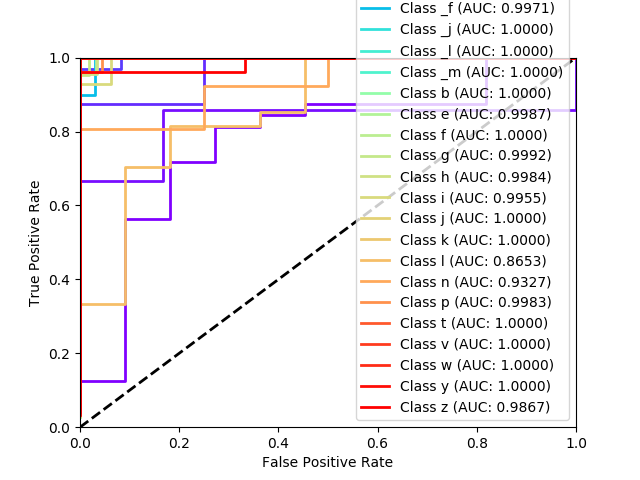 Class _f (AUC: 0.9971)
Class _j (AUC: 1.0000)
Class _l (AUC: 1.0000)
Class _m (AUC: 1.0000)
Class b (AUC: 1.0000)
Class e (AUC: 0.9987)
Class f (AUC: 1.0000)
Class g (AUC: 0.9992)
Class h (AUC: 0.9984)
Class i (AUC: 0.9955)
Class j (AUC: 1.0000)
Class k (AUC: 1.0000)
Class l (AUC: 0.8653)
Class n (AUC: 0.9327)
Class p (AUC: 0.9983)
Class t (AUC: 1.0000)
Class v (AUC: 1.0000)
Class w (AUC: 1.0000)
Class y (AUC: 1.0000)
Class z (AUC: 0.9867)
True Positive Rate
1.0
0.8
0.6
0.4
0.2
0.0
0.0 0.2 0.4 0.6 0.8 1.0
False Positive Rate